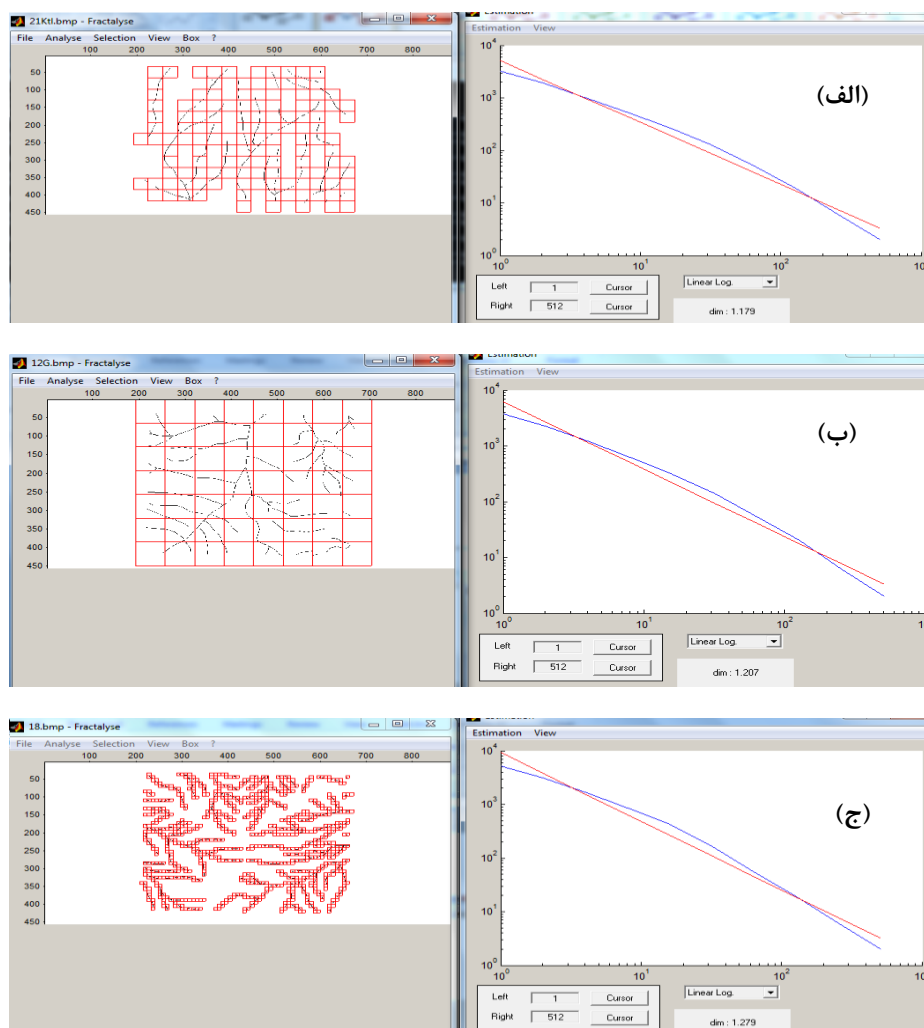 21Ktl.bmp - Fractalyse
File Analyse Selection View Box ?
100 200 300 400 500 600 700 800
50
100
150
200
250
300
350
400
450
Estimation
Estimation View
10^4
10^3
10^2
10^1
10^0
10^0 10^1 10^2
(الف)
Left 1 Cursor
Right 512 Cursor
Linear Log.
dim : 1.179
12G.bmp - Fractalyse
File Analyse Selection View Box ?
100 200 300 400 500 600 700 800
50
100
150
200
250
300
350
400
450
Estimation
Estimation View
10^4
10^3
10^2
10^1
10^0
10^0 10^1 10^2
(ب)
Left 1 Cursor
Right 512 Cursor
Linear Log.
dim : 1.207
18.bmp - Fractalyse
File Analyse Selection View Box ?
100 200 300 400 500 600 700 800
50
100
150
200
250
300
350
400
450
Estimation View
10^4
10^3
10^2
10^1
10^0
10^0 10^1 10^2
(ج)
Left 1 Cursor
Right 512 Cursor
Linear Log.
dim : 1.279